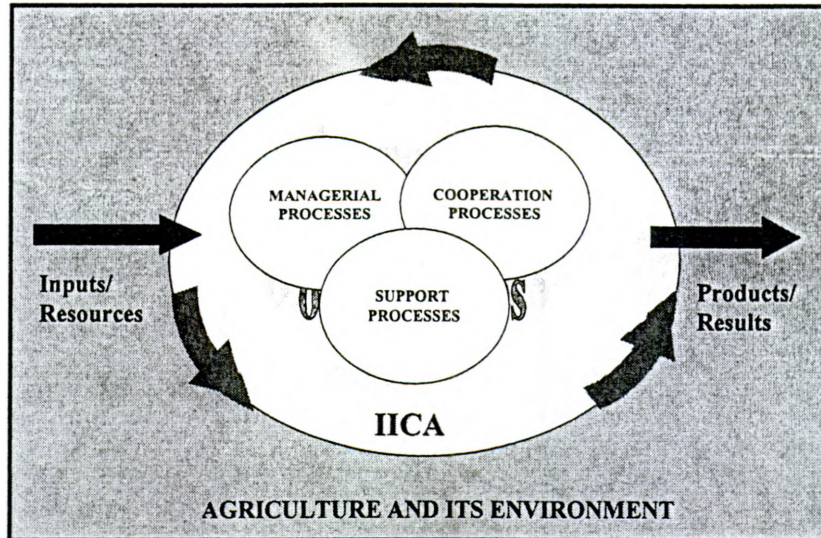 MANAGERIAL
PROCESSES
COOPERATION
PROCESSES
Inputs/
Resources
SUPPORT
PROCESSES
Products/
Results
IICA
AGRICULTURE AND ITS ENVIRONMENT